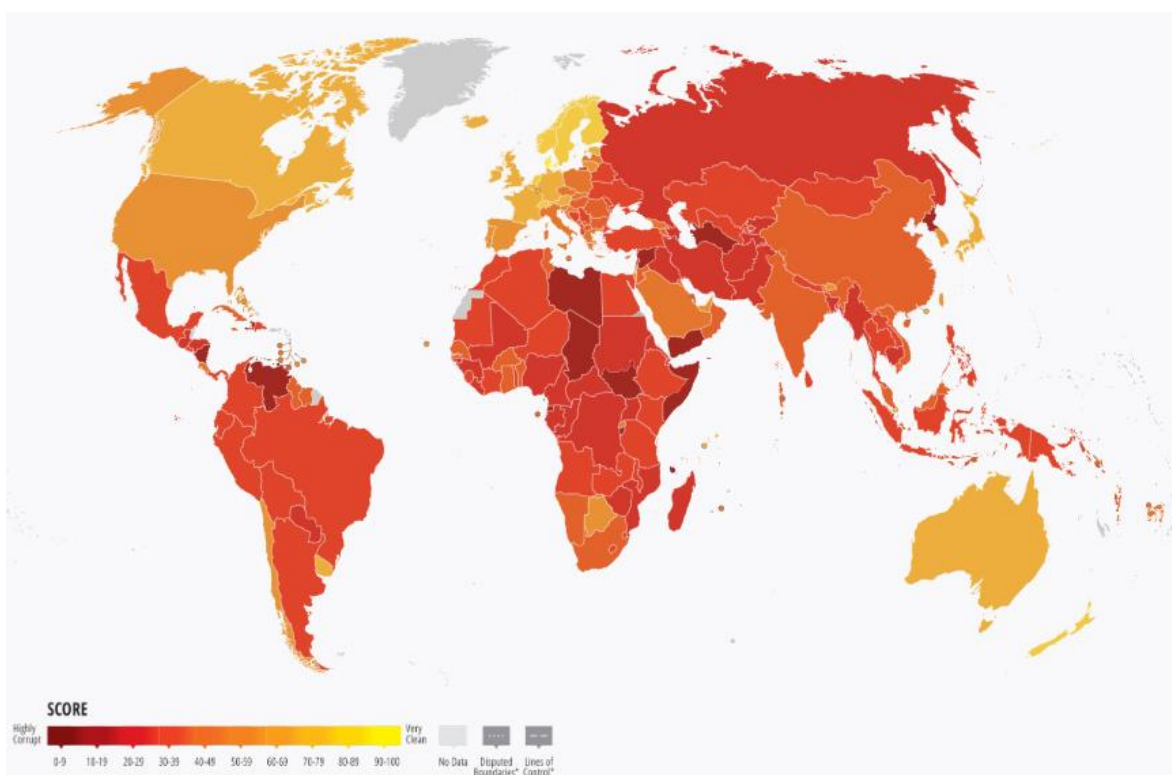 SCORE
Highly
Corrupt
Very
Clean
0-9
10-19
20-29
30-39
40-49
50-59
60-69
70-79
80-89
90-100
No Data
Disputed
Boundaries*
Lines of
Control*